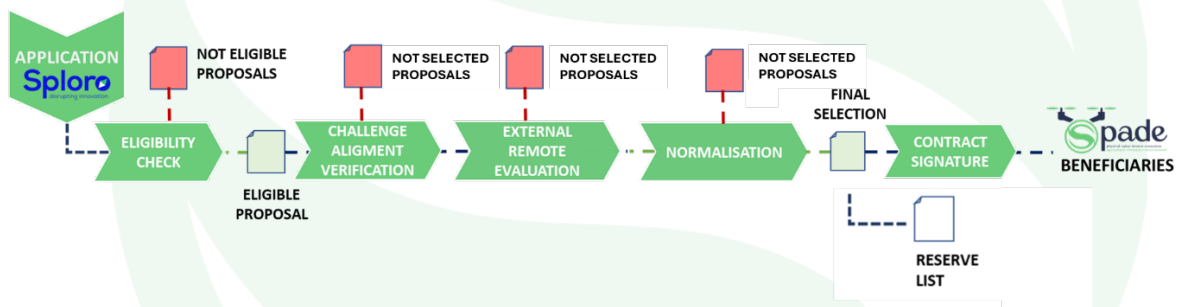 APPLICATION
Sploro
disrupting innovation
NOT ELIGIBLE
PROPOSALS
NOT SELECTED
PROPOSALS
NOT SELECTED
PROPOSALS
NOT SELECTED
PROPOSALS
FINAL
SELECTION
ELIGIBILITY
CHECK
ELIGIBLE
PROPOSAL
CHALLENGE
ALIGMENT
VERIFICATION
EXTERNAL
REMOTE
EVALUATION
NORMALISATION
CONTRACT
SIGNATURE
Spade
BENEFICIARIES
RESERVE
LIST